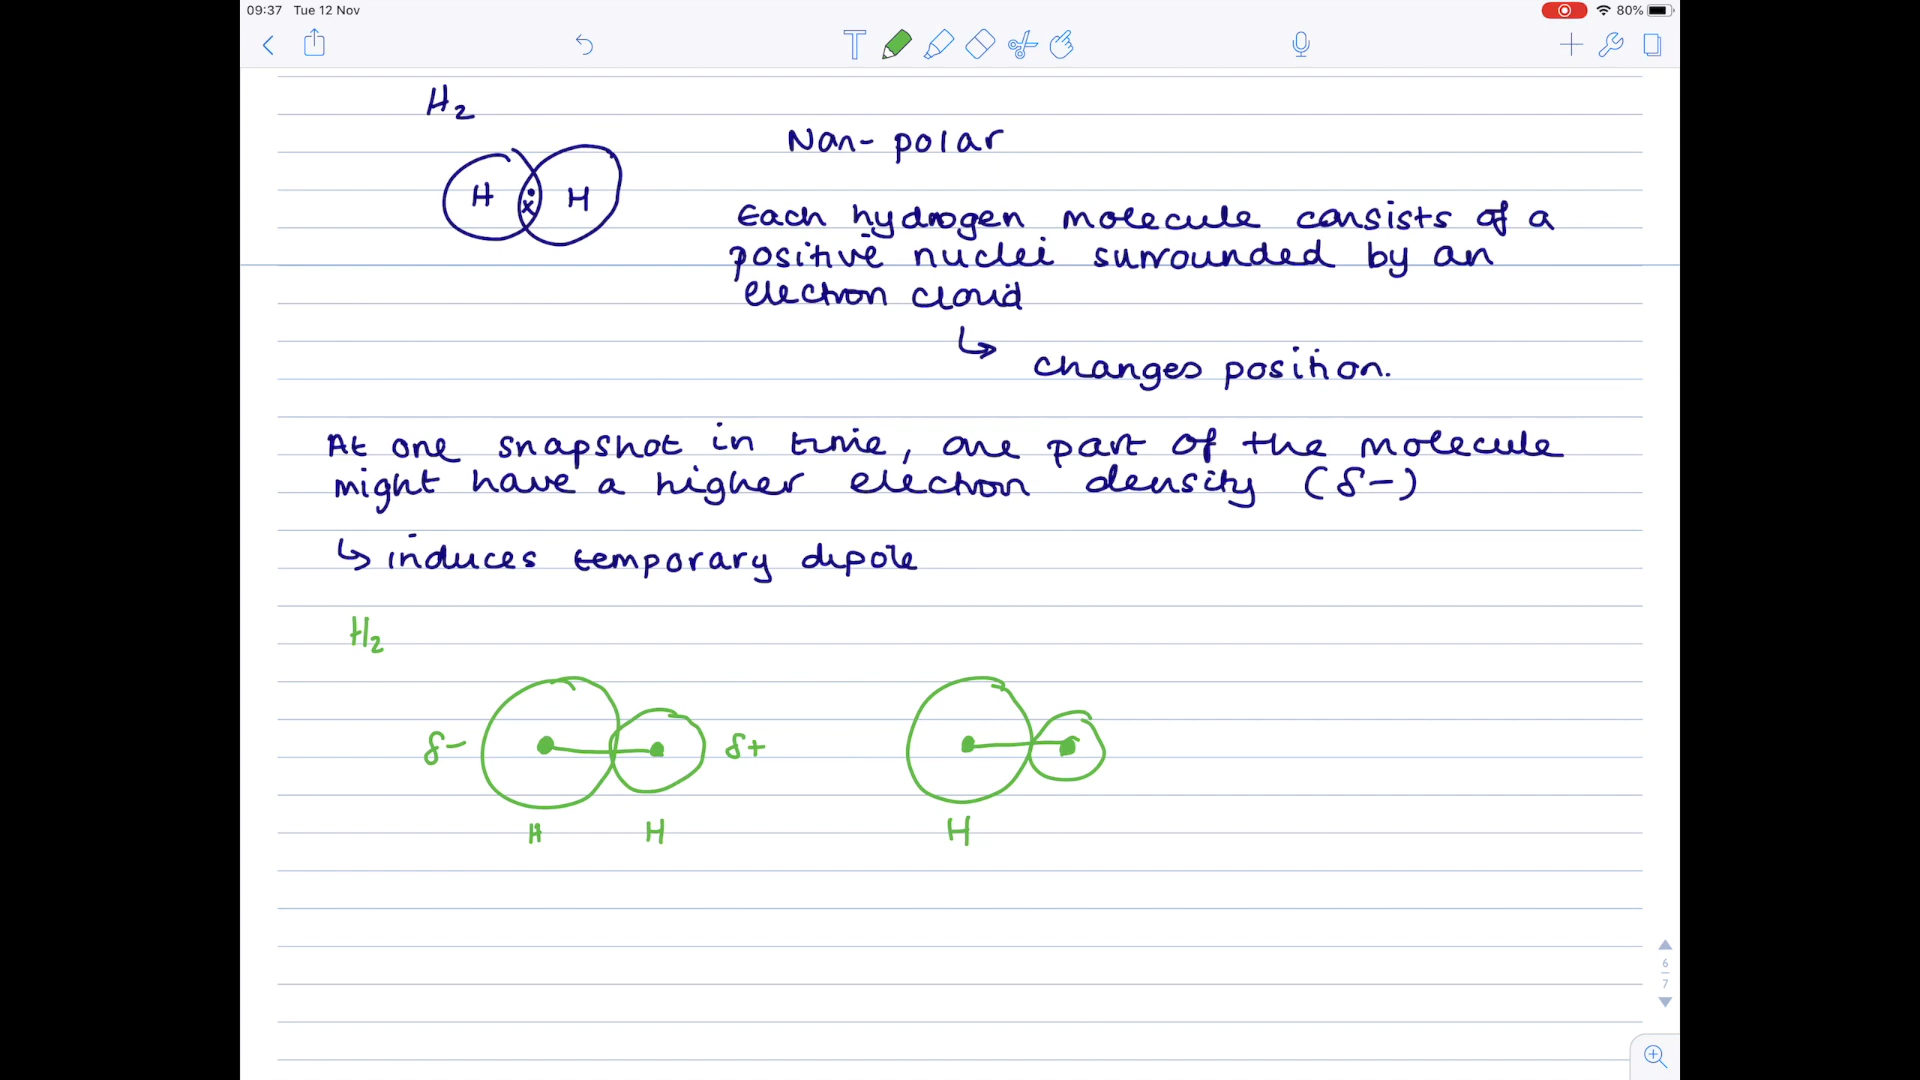 09:37 Tue 12 Nov
80%
H₂
H H
Non-polar
Each hydrogen molecule consists of a
positive nuclei surrounded by an
electron cloud
↳ changes position.
At one snapshot in time, one part of the molecule
might have a higher electron density (δ-)
↳ induces temporary dipole
H₂
δ- δ+
H H H
6
7